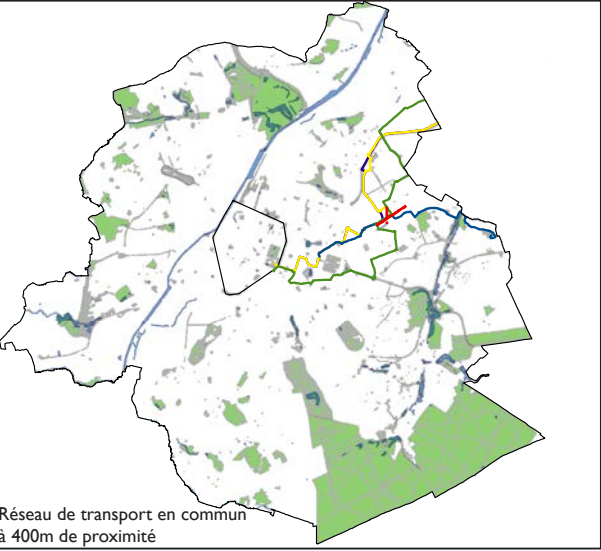 Réseau de transport en commun
à 400m de proximité